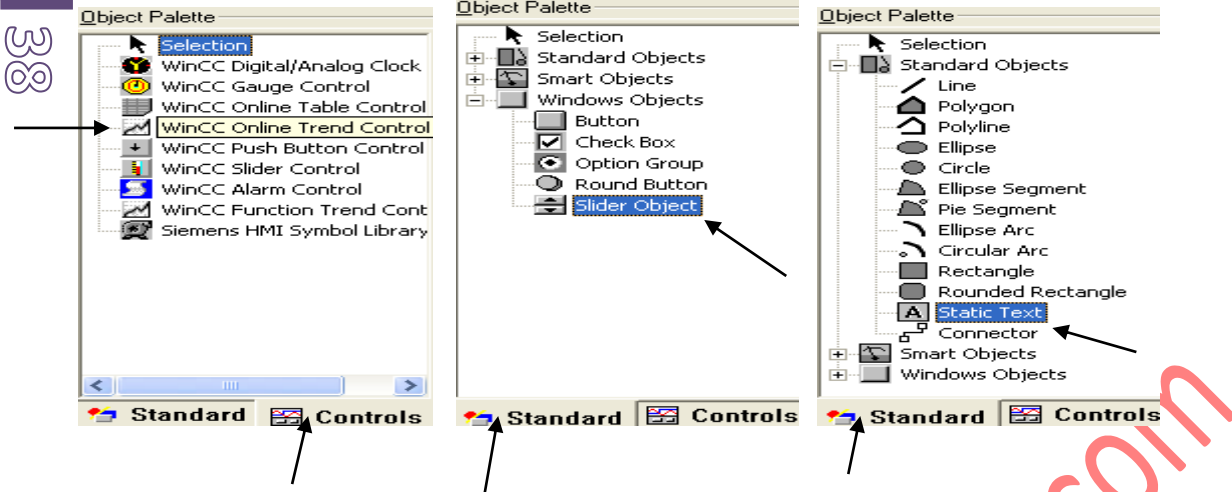 38
Object Palette
Selection
WinCC Digital/Analog Clock
WinCC Gauge Control
WinCC Online Table Control
WinCC Online Trend Control
WinCC Push Button Control
WinCC Slider Control
WinCC Alarm Control
WinCC Function Trend Cont
Siemens HMI Symbol Library
Standard
Controls
Object Palette
Selection
Standard Objects
Smart Objects
Windows Objects
Button
Check Box
Option Group
Round Button
Slider Object
Standard
Controls
Object Palette
Selection
Standard Objects
Line
Polygon
Polyline
Ellipse
Circle
Ellipse Segment
Pie Segment
Ellipse Arc
Circular Arc
Rectangle
Rounded Rectangle
Static Text
Connector
Smart Objects
Windows Objects
Standard
Controls
com